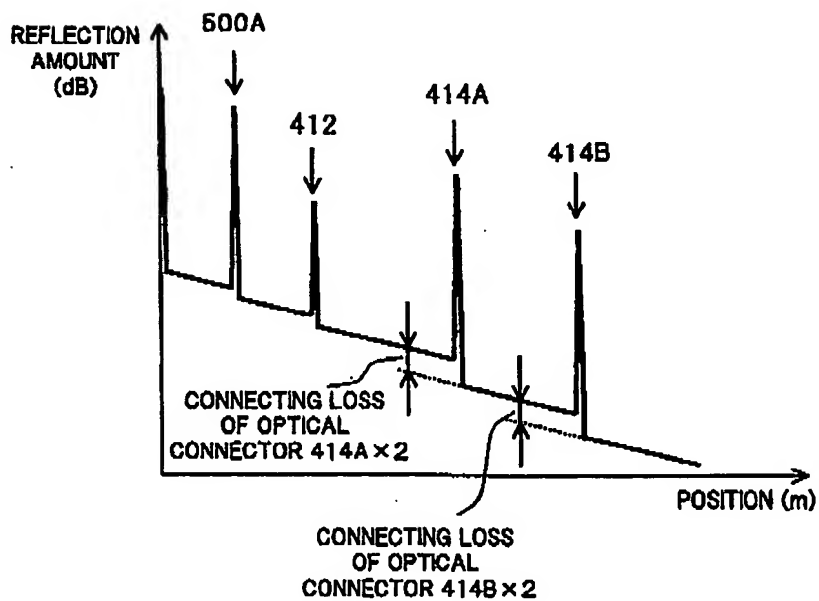 REFLECTION
AMOUNT
(dB)
500A
412
414A
414B
CONNECTING LOSS
OF OPTICAL
CONNECTOR 414A×2
POSITION (m)
CONNECTING LOSS
OF OPTICAL
CONNECTOR 414B×2